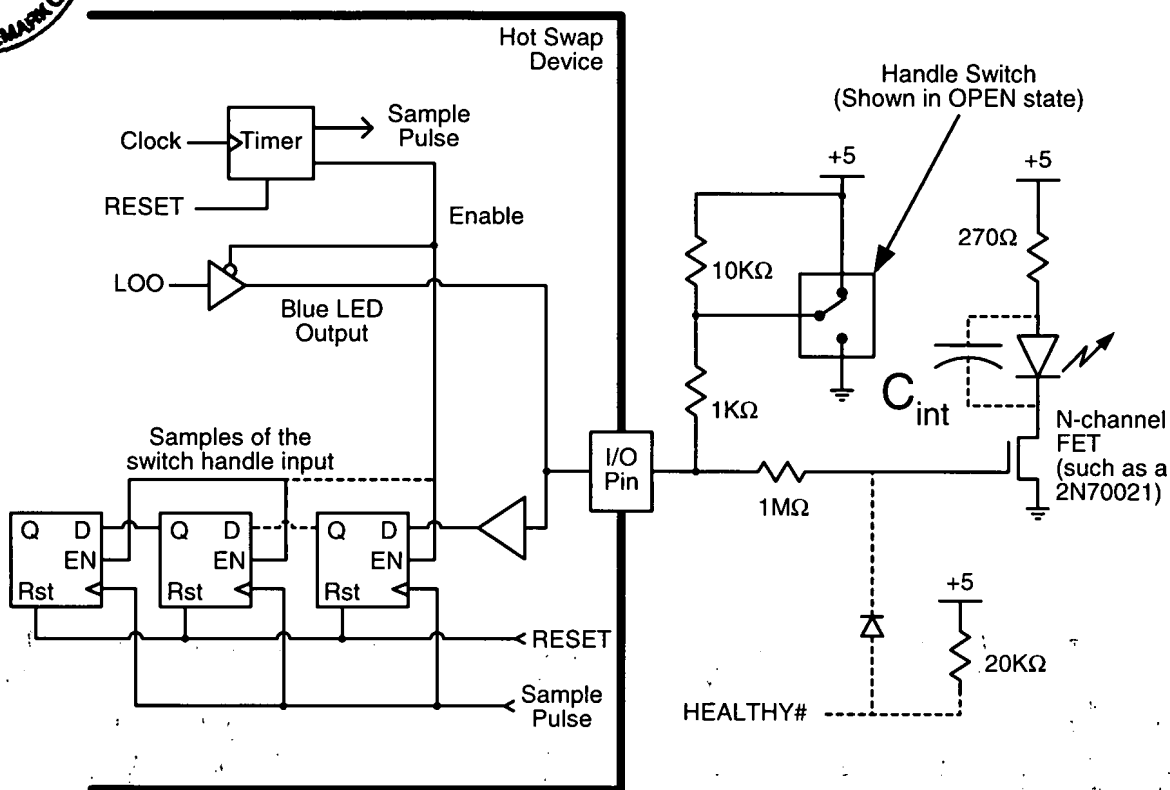 Hot Swap
Device
Handle Switch
(Shown in OPEN state)
Clock
Timer
Sample
Pulse
RESET
Enable
LOO
Blue LED
Output
+5
+5
10KΩ
270Ω
1KΩ
C int
N-channel
FET
(such as a
2N70021)
Samples of the
switch handle input
I/O
Pin
1MΩ
Q D
EN
Rst
Q D
EN
Rst
Q D
EN
Rst
RESET
Sample
Pulse
+5
20KΩ
HEALTHY#